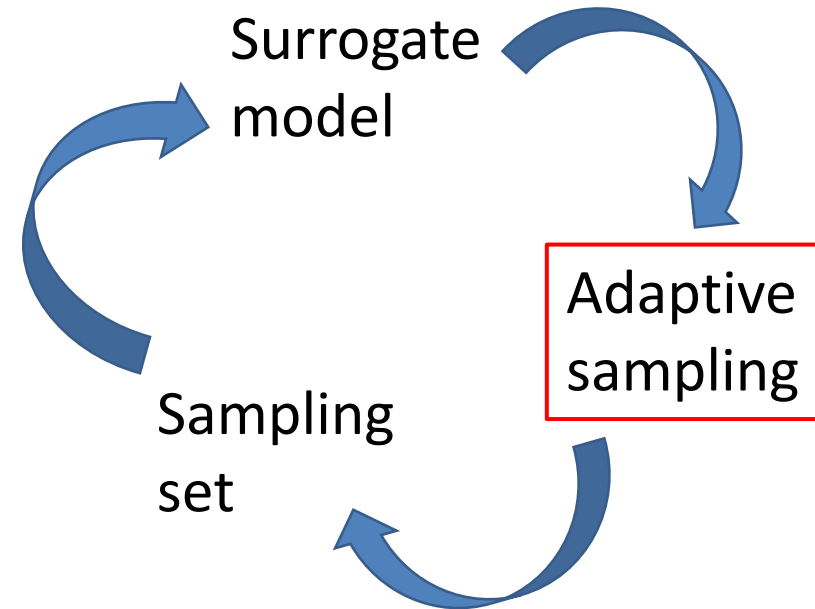 Surrogate
model
Adaptive
sampling
Sampling
set